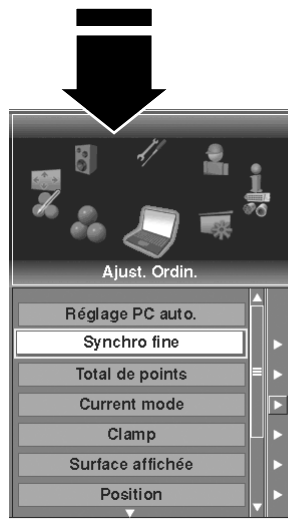 Ajust. Ordin.
Réglage PC auto.
Synchro fine
Total de points
Current mode
Clamp
Surface affichée
Position